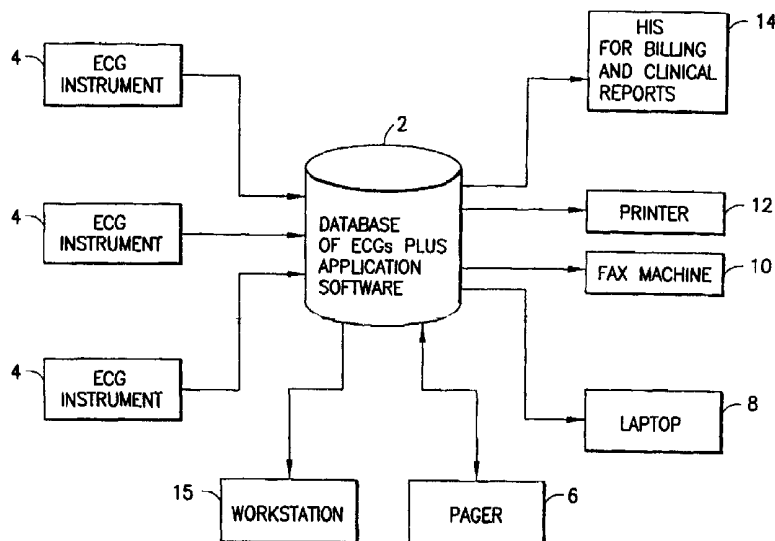 4
ECG
INSTRUMENT
4
ECG
INSTRUMENT
4
ECG
INSTRUMENT
2
DATABASE
OF ECGs PLUS
APPLICATION
SOFTWARE
HIS
FOR BILLING
AND CLINICAL
REPORTS
14
PRINTER
12
FAX MACHINE
10
LAPTOP
8
15
WORKSTATION
PAGER
6